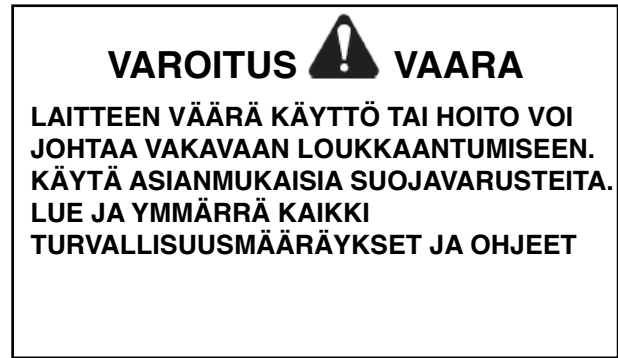 VAROITUS VAARA
LAITTEEN VÄÄRÄ KÄYTTÖ TAI HOITO VOI
JOHTAA VAKAVAAN LOUKKAANTUMISEEN.
KÄYTÄ ASIANMUKAISIA SUOJAVARUSTEITA.
LUE JA YMMÄRRÄ KAIKKI
TURVALLISUUSMÄÄRÄYKSET JA OHJEET